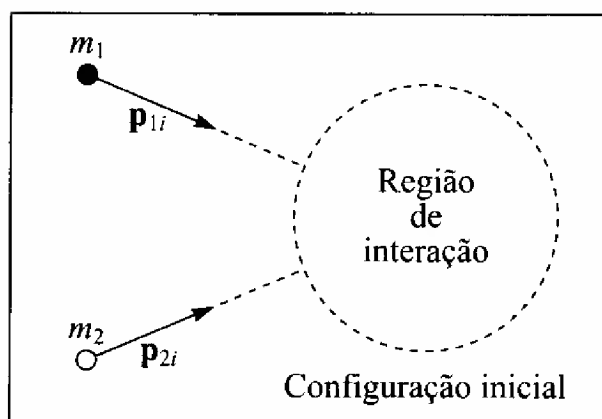 m₁
p₁ᵢ
Região
de
interação
m₂
p₂ᵢ
Configuração inicial